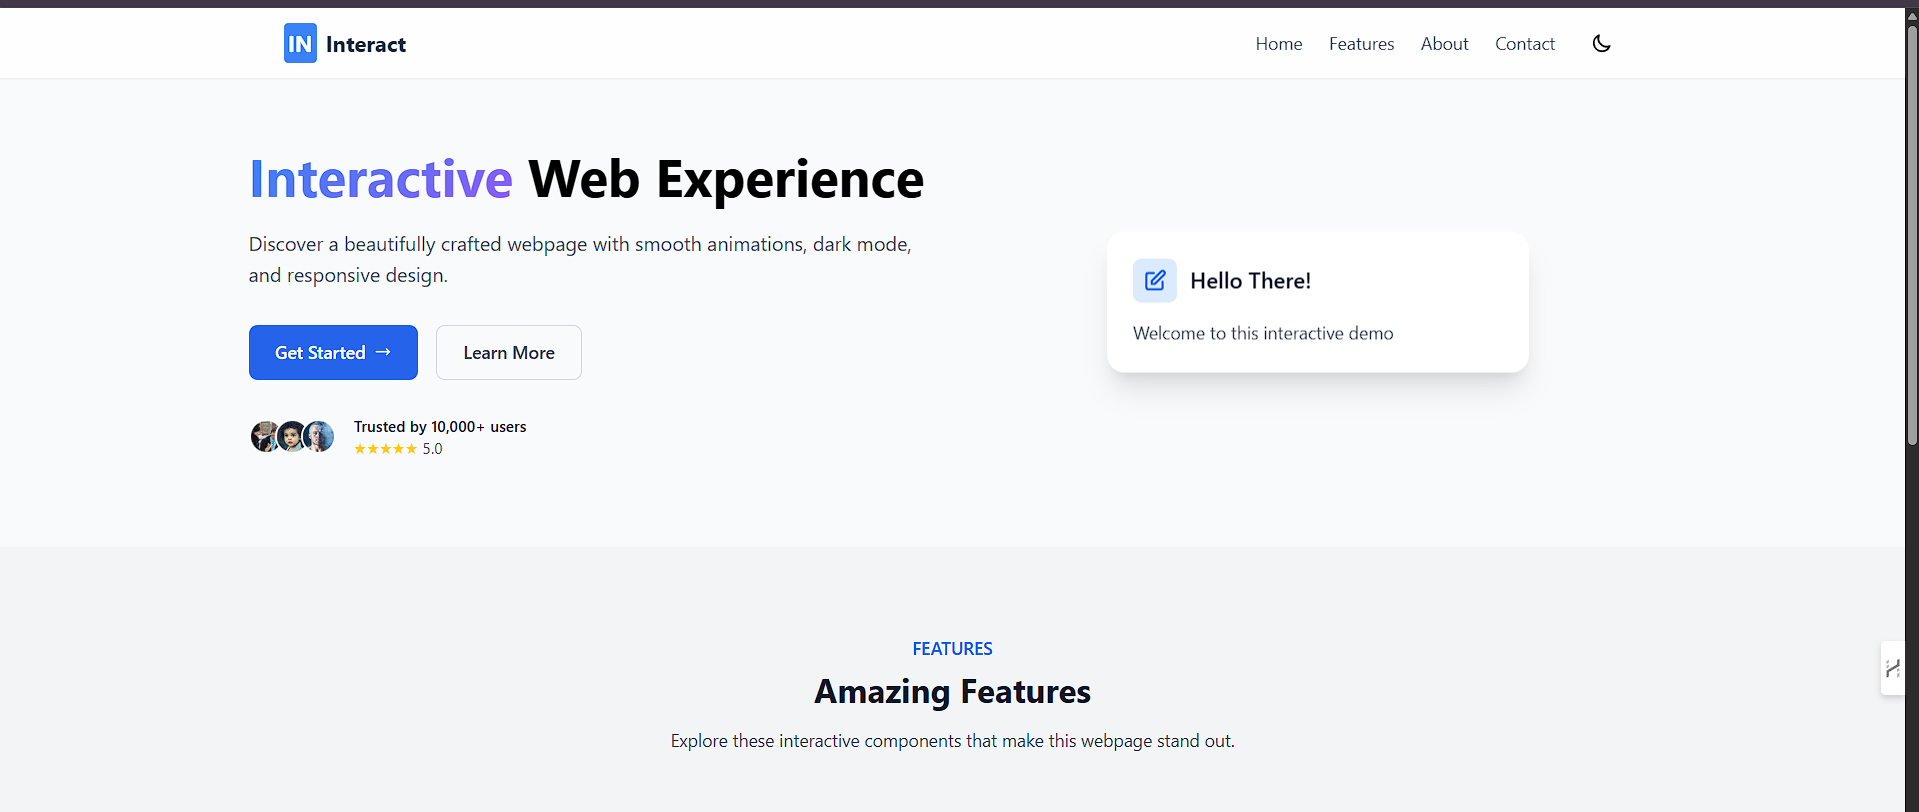 IN Interact
Home Features About Contact
Interactive Web Experience
Discover a beautifully crafted webpage with smooth animations, dark mode,
and responsive design.
Get Started →
Learn More
Trusted by 10,000+ users
★★★★★ 5.0
Hello There!
Welcome to this interactive demo
FEATURES
Amazing Features
Explore these interactive components that make this webpage stand out.